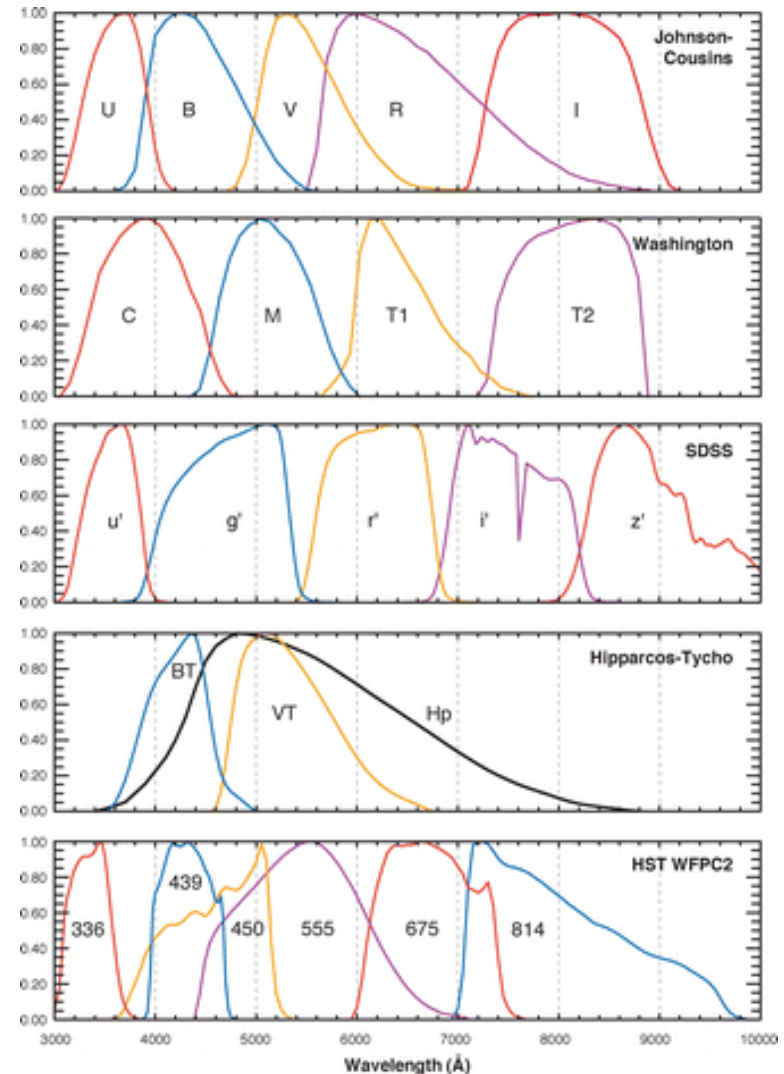 1.00
0.80
0.60
0.40
0.20
0.00
U B V R I
Johnson-
Cousins
1.00
0.80
0.60
0.40
0.20
0.00
C M T1 T2
Washington
1.00
0.80
0.60
0.40
0.20
0.00
u' g' r' i' z'
SDSS
1.00
0.80
0.60
0.40
0.20
0.00
BT VT Hp
Hipparcos-Tycho
1.00
0.80
0.60
0.40
0.20
0.00
336 439 450 555 675 814
HST WFPC2
3000 4000 5000 6000 7000 8000 9000 10000
Wavelength (Å)